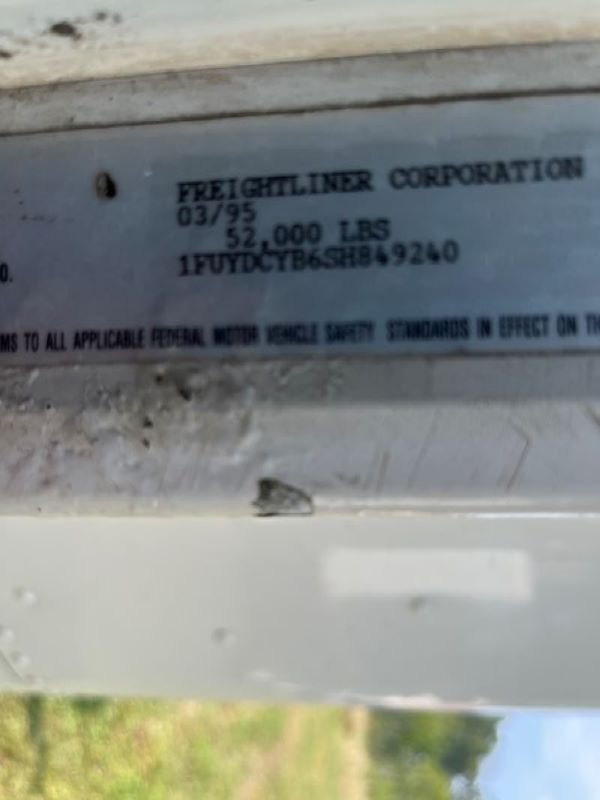 FREIGHTLINER CORPORATION
03/95
52,000 LBS
1FUYDCYB6SH849240
O.
MS TO ALL APPLICABLE FEDERAL MOTOR VEHICLE SAFETY STANDARDS IN EFFECT ON TH